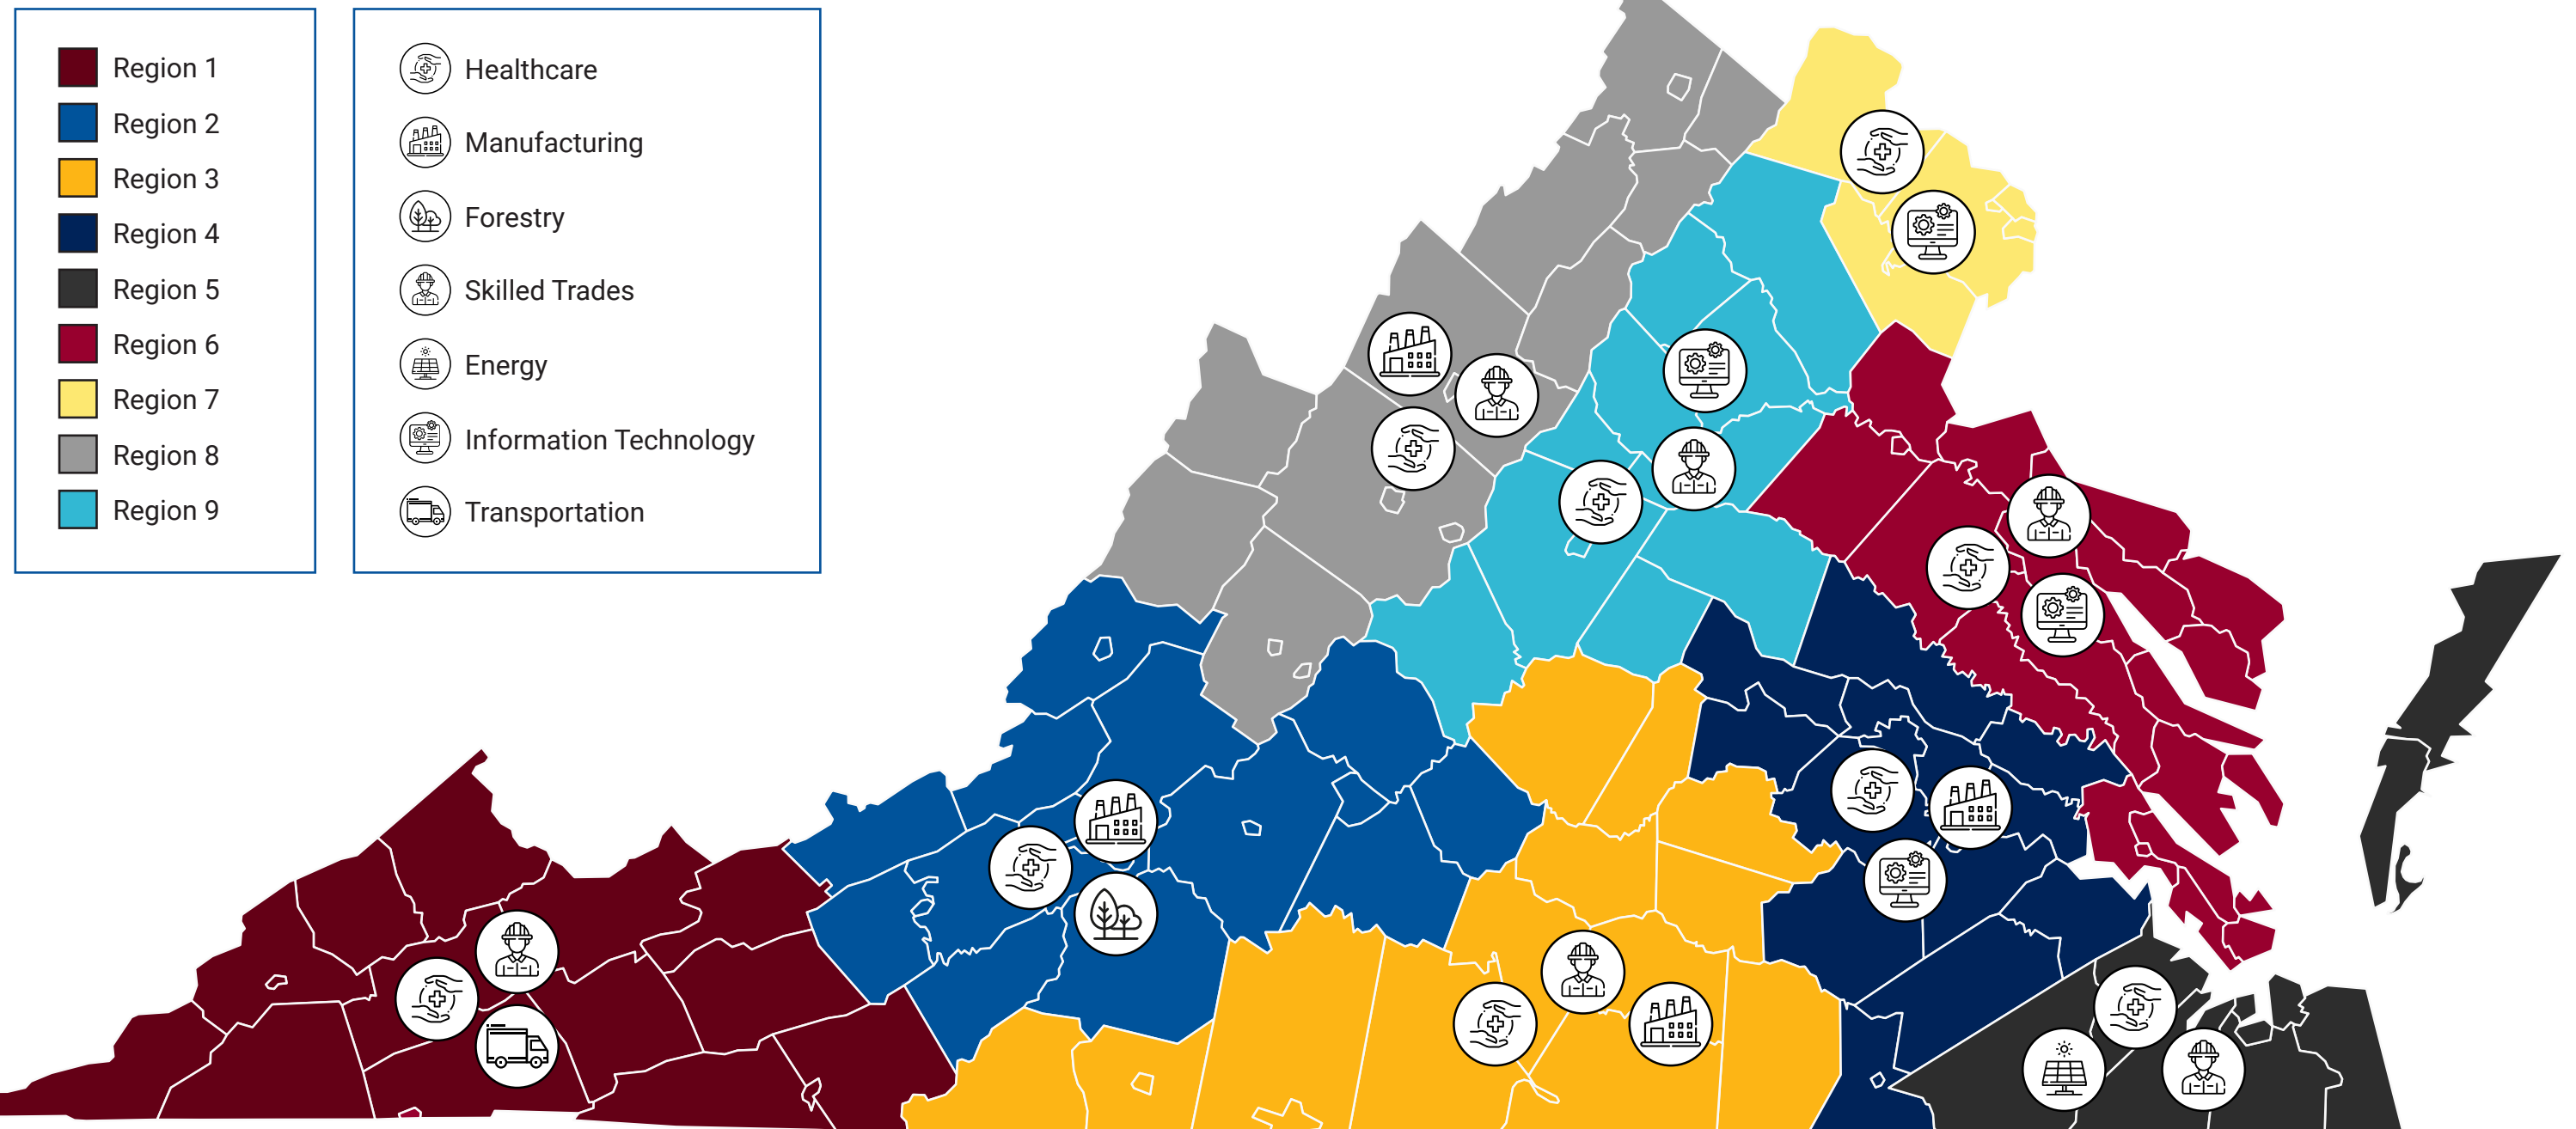 Region 1
Region 2
Region 3
Region 4
Region 5
Region 6
Region 7
Region 8
Region 9
Healthcare
Manufacturing
Forestry
Skilled Trades
Energy
Information Technology
Transportation